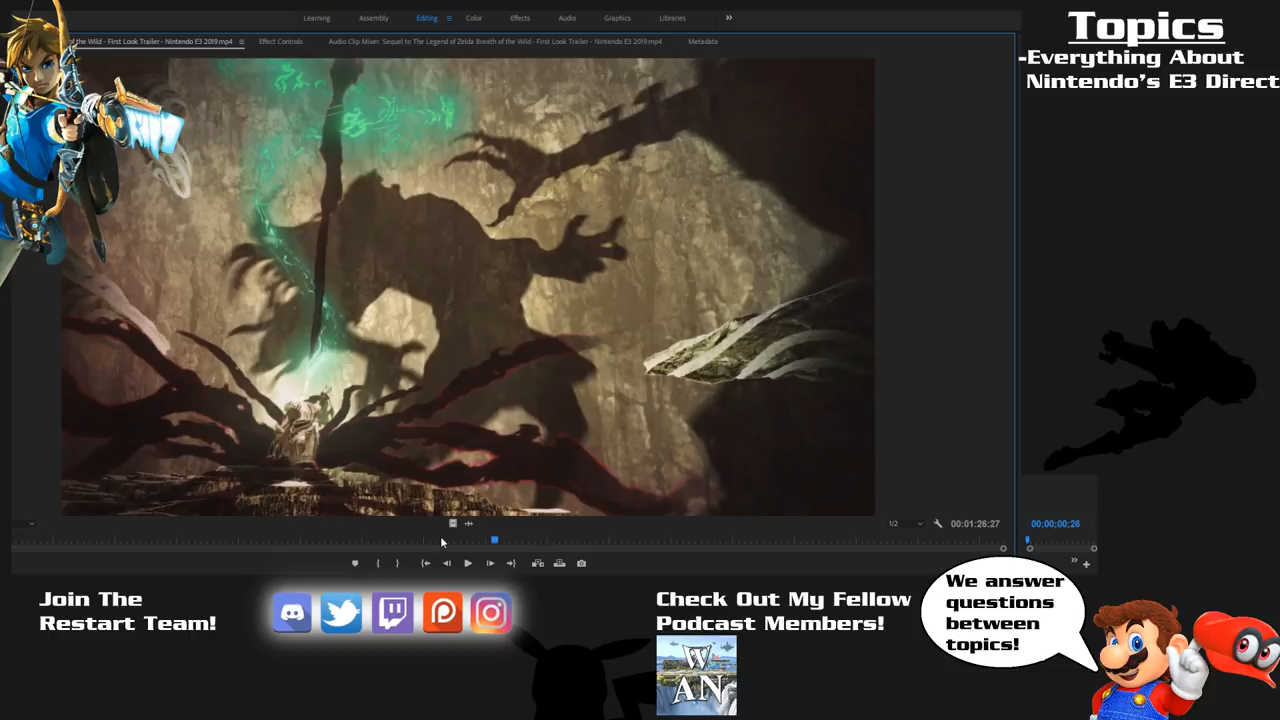 Learning Assembly Editing Color Effects Audio Graphics Libraries
of the Wild - First Look Trailer - Nintendo E3 2019.mp4 Effect Controls Audio Clip Mixer: Sequel to The Legend of Zelda Breath of the Wild - First Look Trailer - Nintendo E3 2019.mp4 Metadata
Topics
-Everything About
Nintendo's E3 Direct
1/2 00:01:26:27 00;00;00;26
Join The
Restart Team!
Check Out My Fellow
Podcast Members!
W
AN
We answer
questions
between
topics!